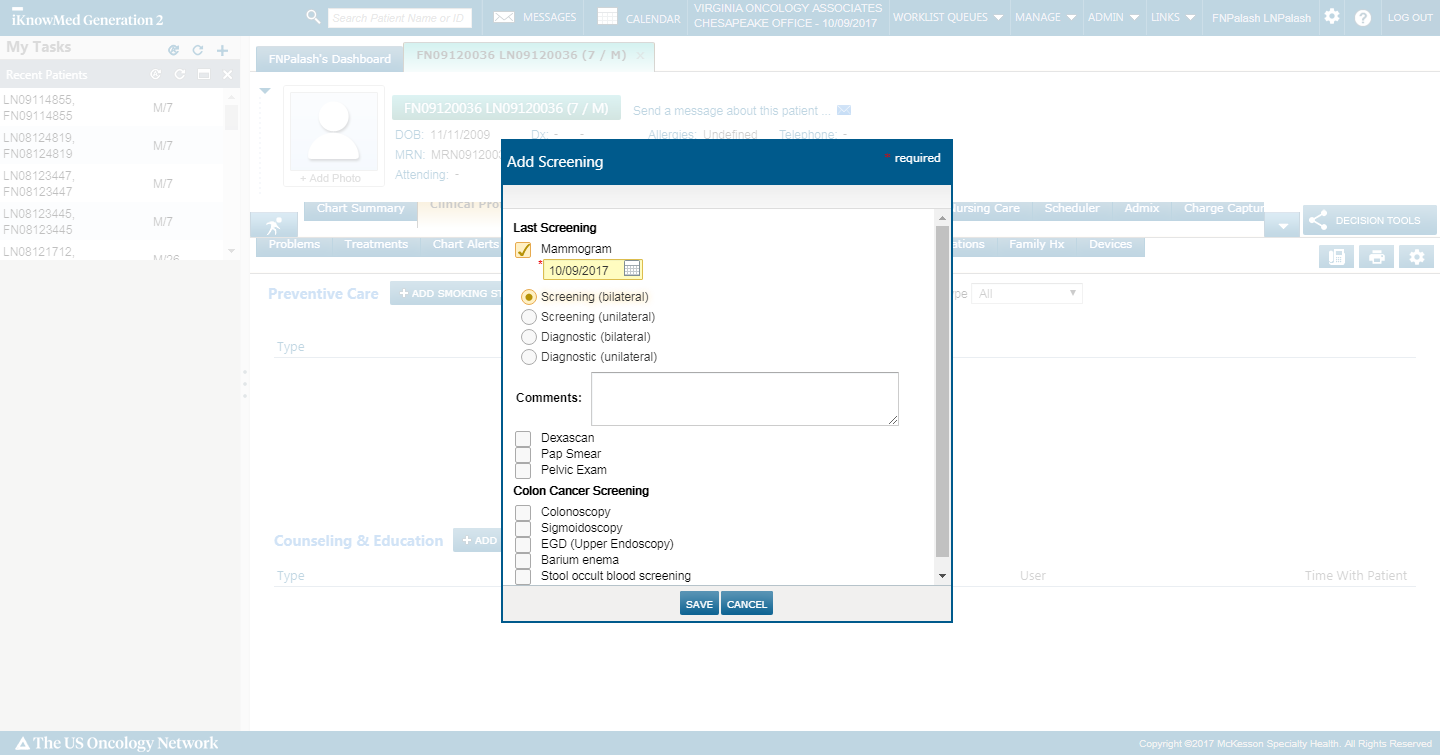 iKnowMed Generation 2
Search Patient Name or ID
MESSAGES
CALENDAR
VIRGINIA ONCOLOGY ASSOCIATES
CHESAPEAKE OFFICE - 10/09/2017
WORKLIST QUEUES
MANAGE
ADMIN
LINKS
FNPalash LNPalash
LOG OUT
My Tasks
Recent Patients
LN09114855,
FN09114855
M/7
LN08124819,
FN08124819
M/7
LN08123447,
FN08123447
M/7
LN08123445,
FN08123445
M/7
LN08121712,
M/26
FNPalash's Dashboard
FN09120036 LN09120036 (7 / M)
+ Add Photo
FN09120036 LN09120036 (7 / M)
Send a message about this patient ...
DOB: 11/11/2009 Dx: - - Allergies: Undefined Telephone: -
MRN: MRN0912003
Attending: -
Chart Summary
Clinical Pro
Nursing Care
Scheduler
Admix
Charge Captur
DECISION TOOLS
Problems
Treatments
Chart Alerts
ations
Family Hx
Devices
Preventive Care
+ ADD SMOKING ST
pe All
Type
Counseling & Education
+ ADD
Type
User
Time With Patient
Add Screening
* required
Last Screening
Mammogram
* 10/09/2017
Screening (bilateral)
Screening (unilateral)
Diagnostic (bilateral)
Diagnostic (unilateral)
Comments:
Dexascan
Pap Smear
Pelvic Exam
Colon Cancer Screening
Colonoscopy
Sigmoidoscopy
EGD (Upper Endoscopy)
Barium enema
Stool occult blood screening
SAVE
CANCEL
The US Oncology Network
Copyright ©2017 McKesson Specialty Health. All Rights Reserved